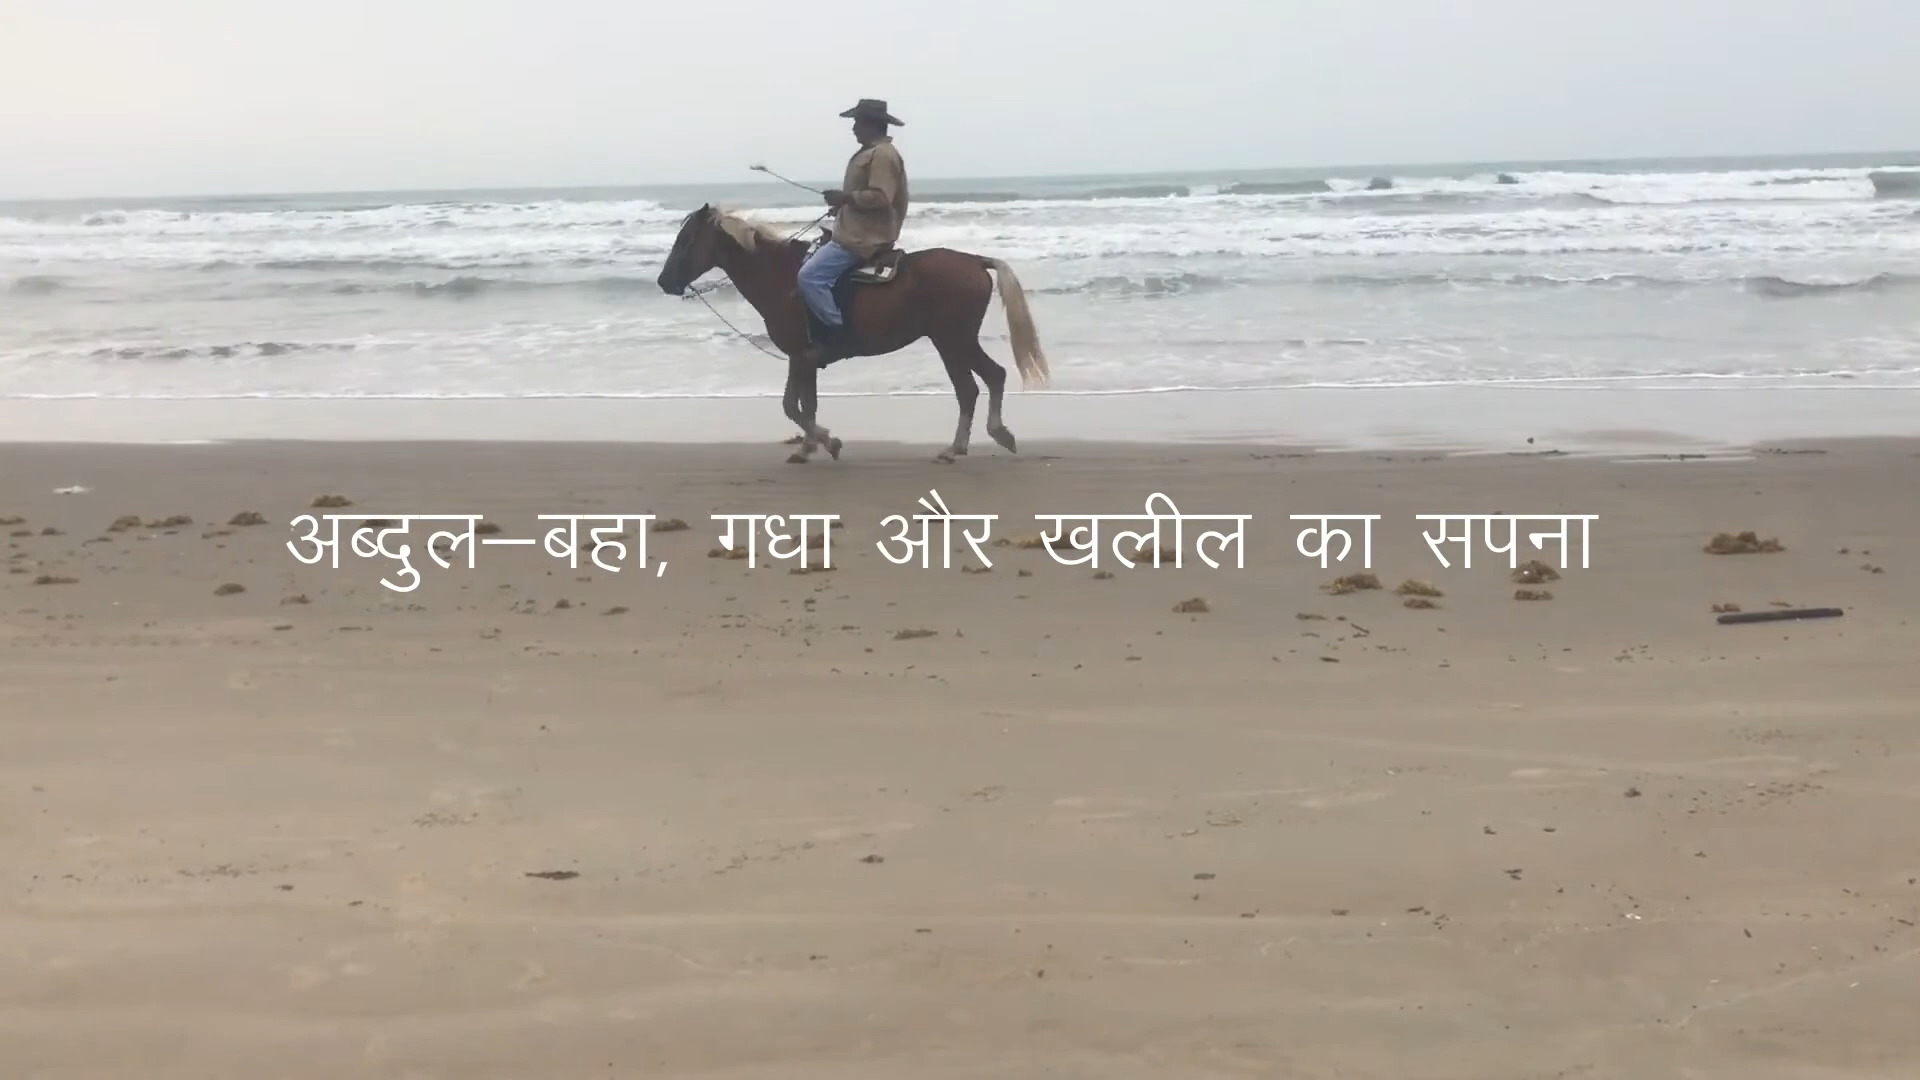 अब्दुल-बहा, गधा और खलील का सपना